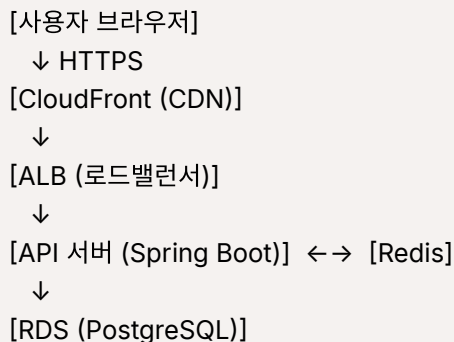 [사용자 브라우저]
↓ HTTPS
[CloudFront (CDN)]
↓
[ALB (로드밸런서)]
↓
[API 서버 (Spring Boot)] ←→ [Redis]
↓
[RDS (PostgreSQL)]